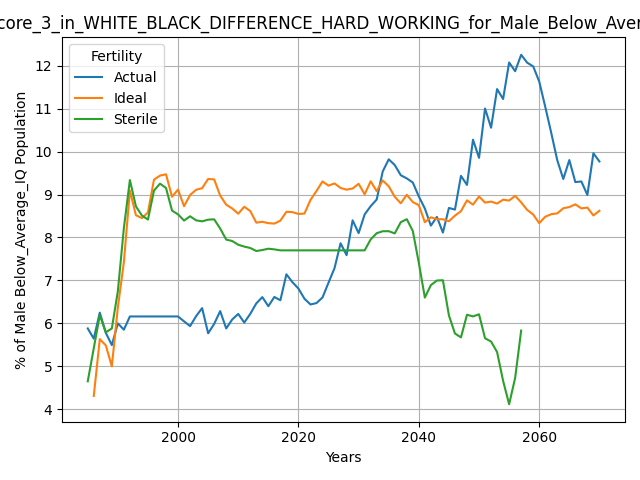 core_3_in_WHITE_BLACK_DIFFERENCE_HARD_WORKING_for_Male_Below_Aver
Fertility
Actual
Ideal
Sterile
% of Male Below_Average_IQ Population
12
11
10
9
8
7
6
5
4
2000 2020 2040 2060
Years